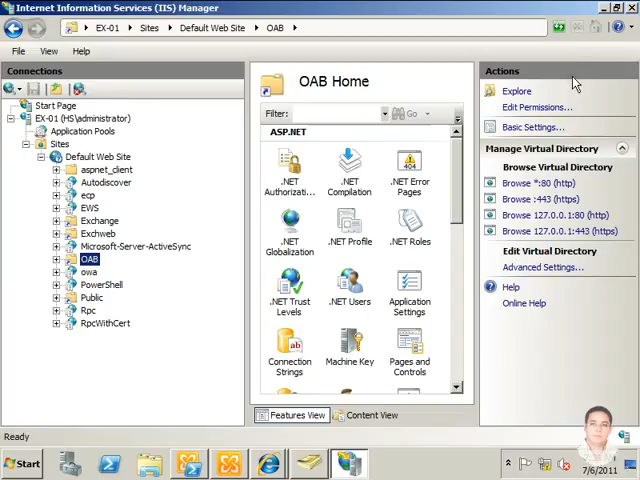 Internet Information Services (IIS) Manager
EX-01 Sites Default Web Site OAB
File View Help
Connections
Start Page
EX-01 (HS\administrator)
Application Pools
Sites
Default Web Site
aspnet_client
Autodiscover
ecp
EWS
Exchange
Exchweb
Microsoft-Server-ActiveSync
OAB
owa
PowerShell
Public
Rpc
RpcWithCert
OAB Home
Filter: Go
ASP.NET
.NET Authorizati...
.NET Compilation
.NET Error Pages
.NET Globalization
.NET Profile
.NET Roles
.NET Trust Levels
.NET Users
Application Settings
Connection Strings
Machine Key
Pages and Controls
Features View Content View
Actions
Explore
Edit Permissions...
Basic Settings...
Manage Virtual Directory
Browse Virtual Directory
Browse *:80 (http)
Browse :443 (https)
Browse 127.0.0.1:80 (http)
Browse 127.0.0.1:443 (https)
Edit Virtual Directory
Advanced Settings...
Help
Online Help
Ready
Start
7/6/2011